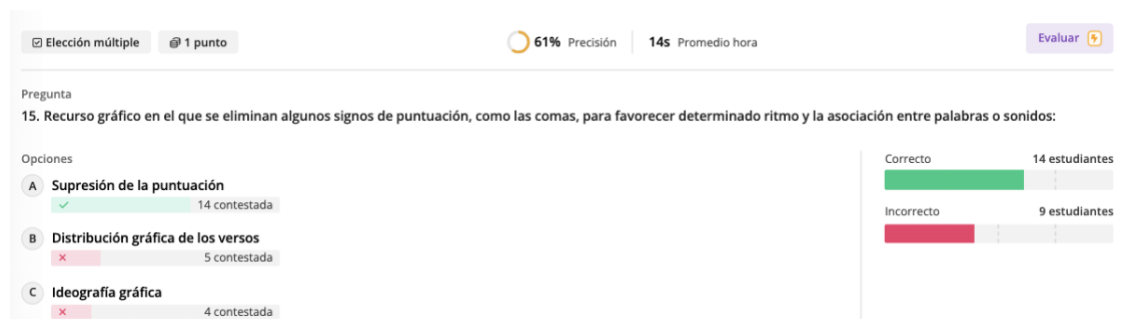 Elección múltiple 1 punto 61% Precisión 14s Promedio hora Evaluar
Pregunta
15. Recurso gráfico en el que se eliminan algunos signos de puntuación, como las comas, para favorecer determinado ritmo y la asociación entre palabras o sonidos:
Opciones
A Supresión de la puntuación
14 contestada
B Distribución gráfica de los versos
5 contestada
C Ideografía gráfica
4 contestada
Correcto 14 estudiantes
Incorrecto 9 estudiantes